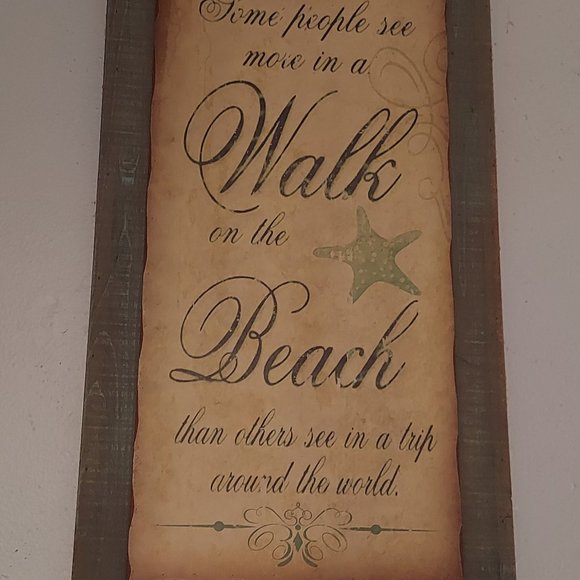 Some people see
more in a
Walk
on the
Beach
than others see in a trip
around the world.